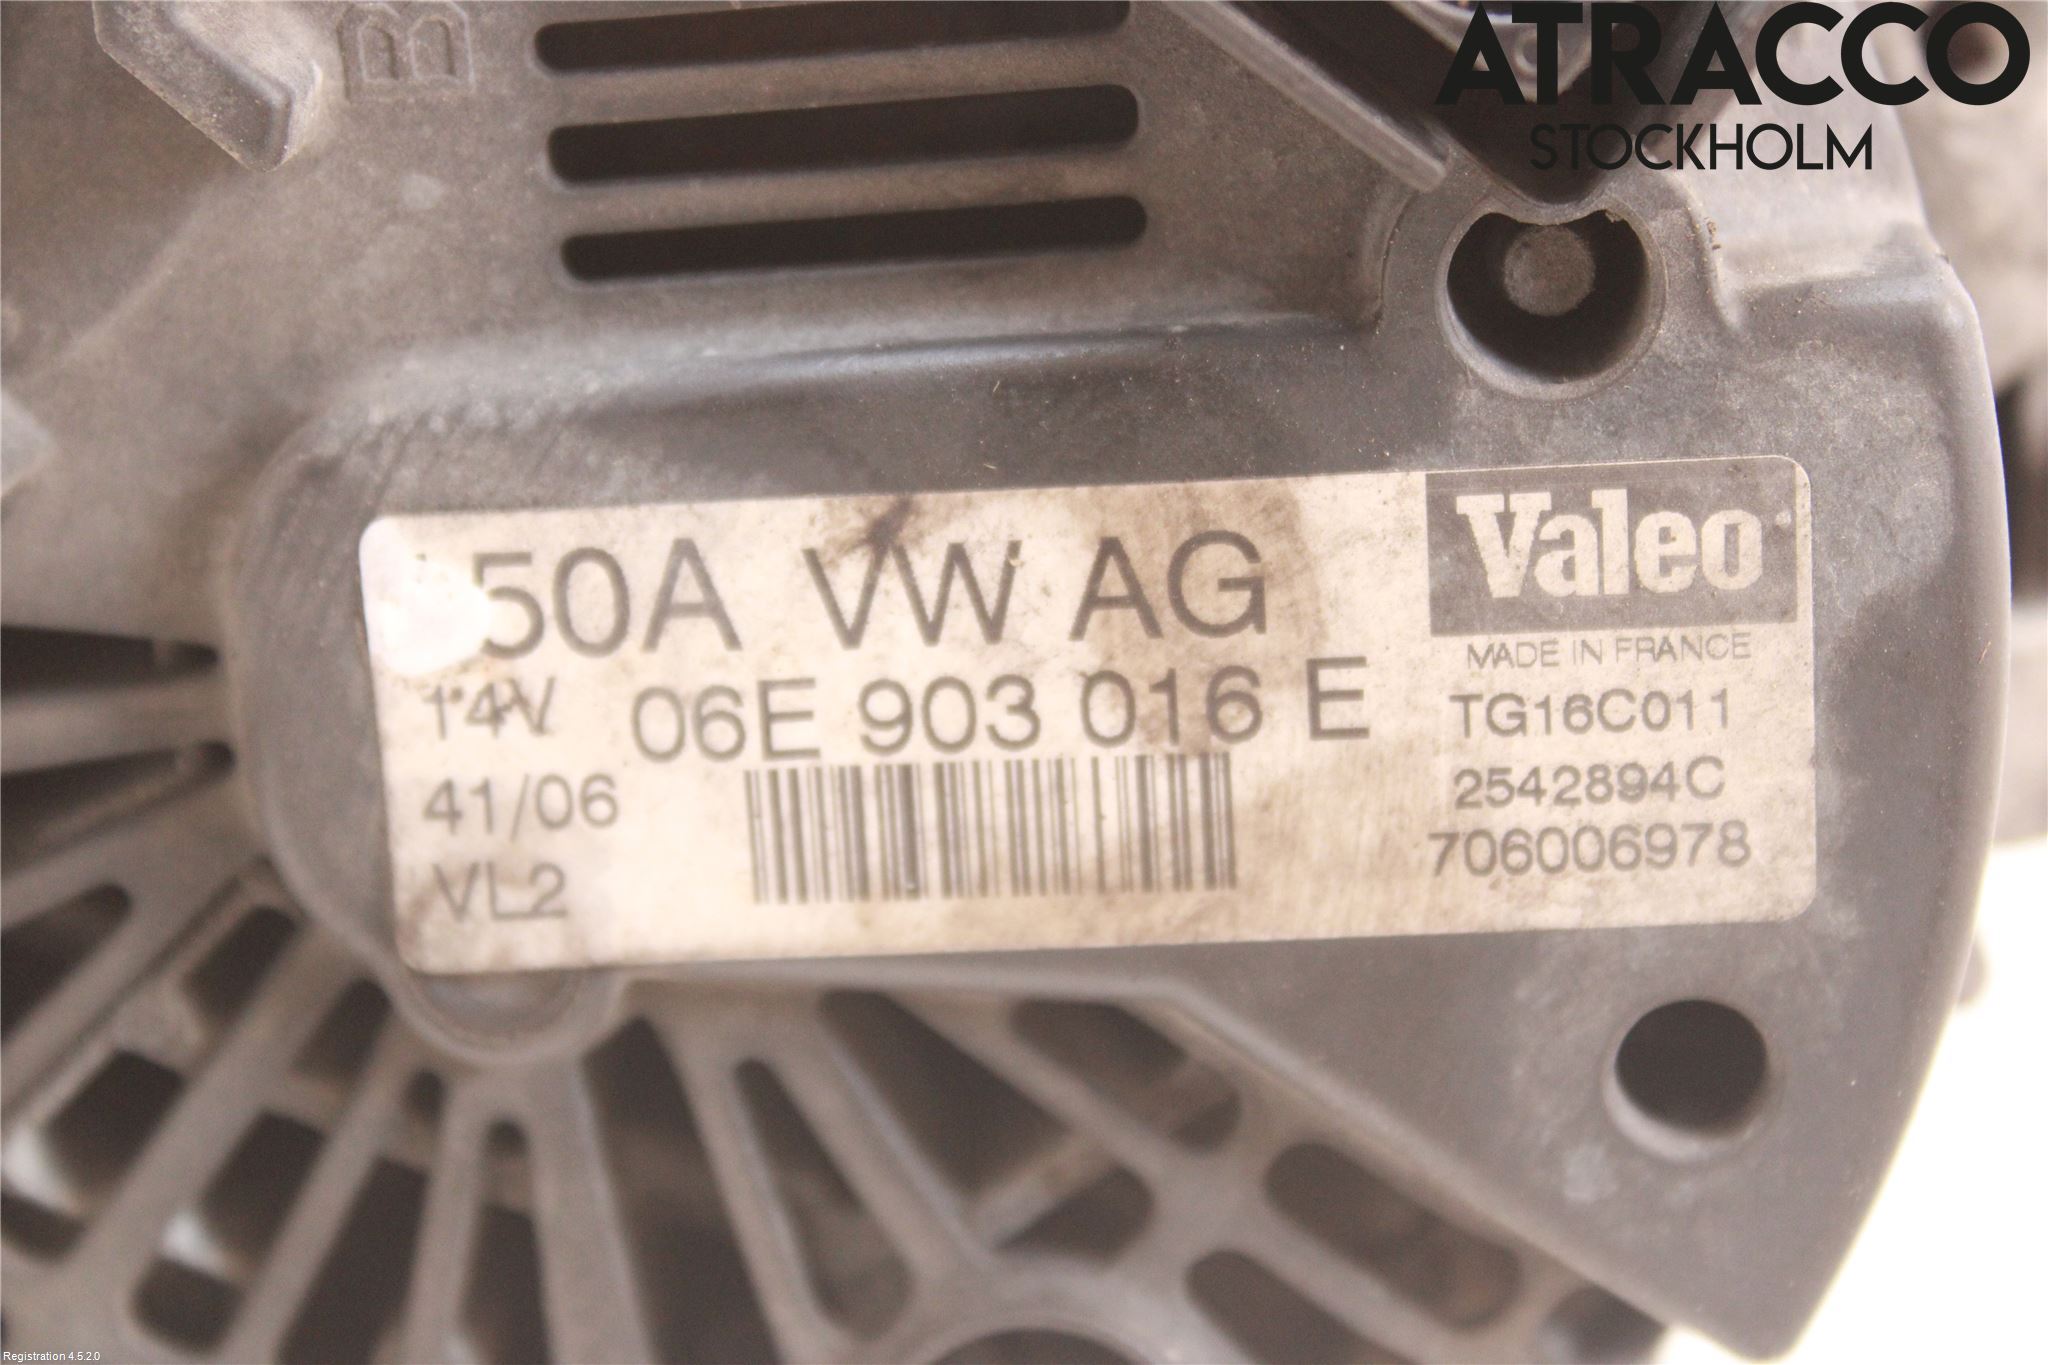 ATRACCO
STOCKHOLM
B
50A VW AG
Valeo
MADE IN FRANCE
14V 06E 903 016 E
TG16C011
41/06
2542894C
VL2
706006978
Registration 4.5.2.0